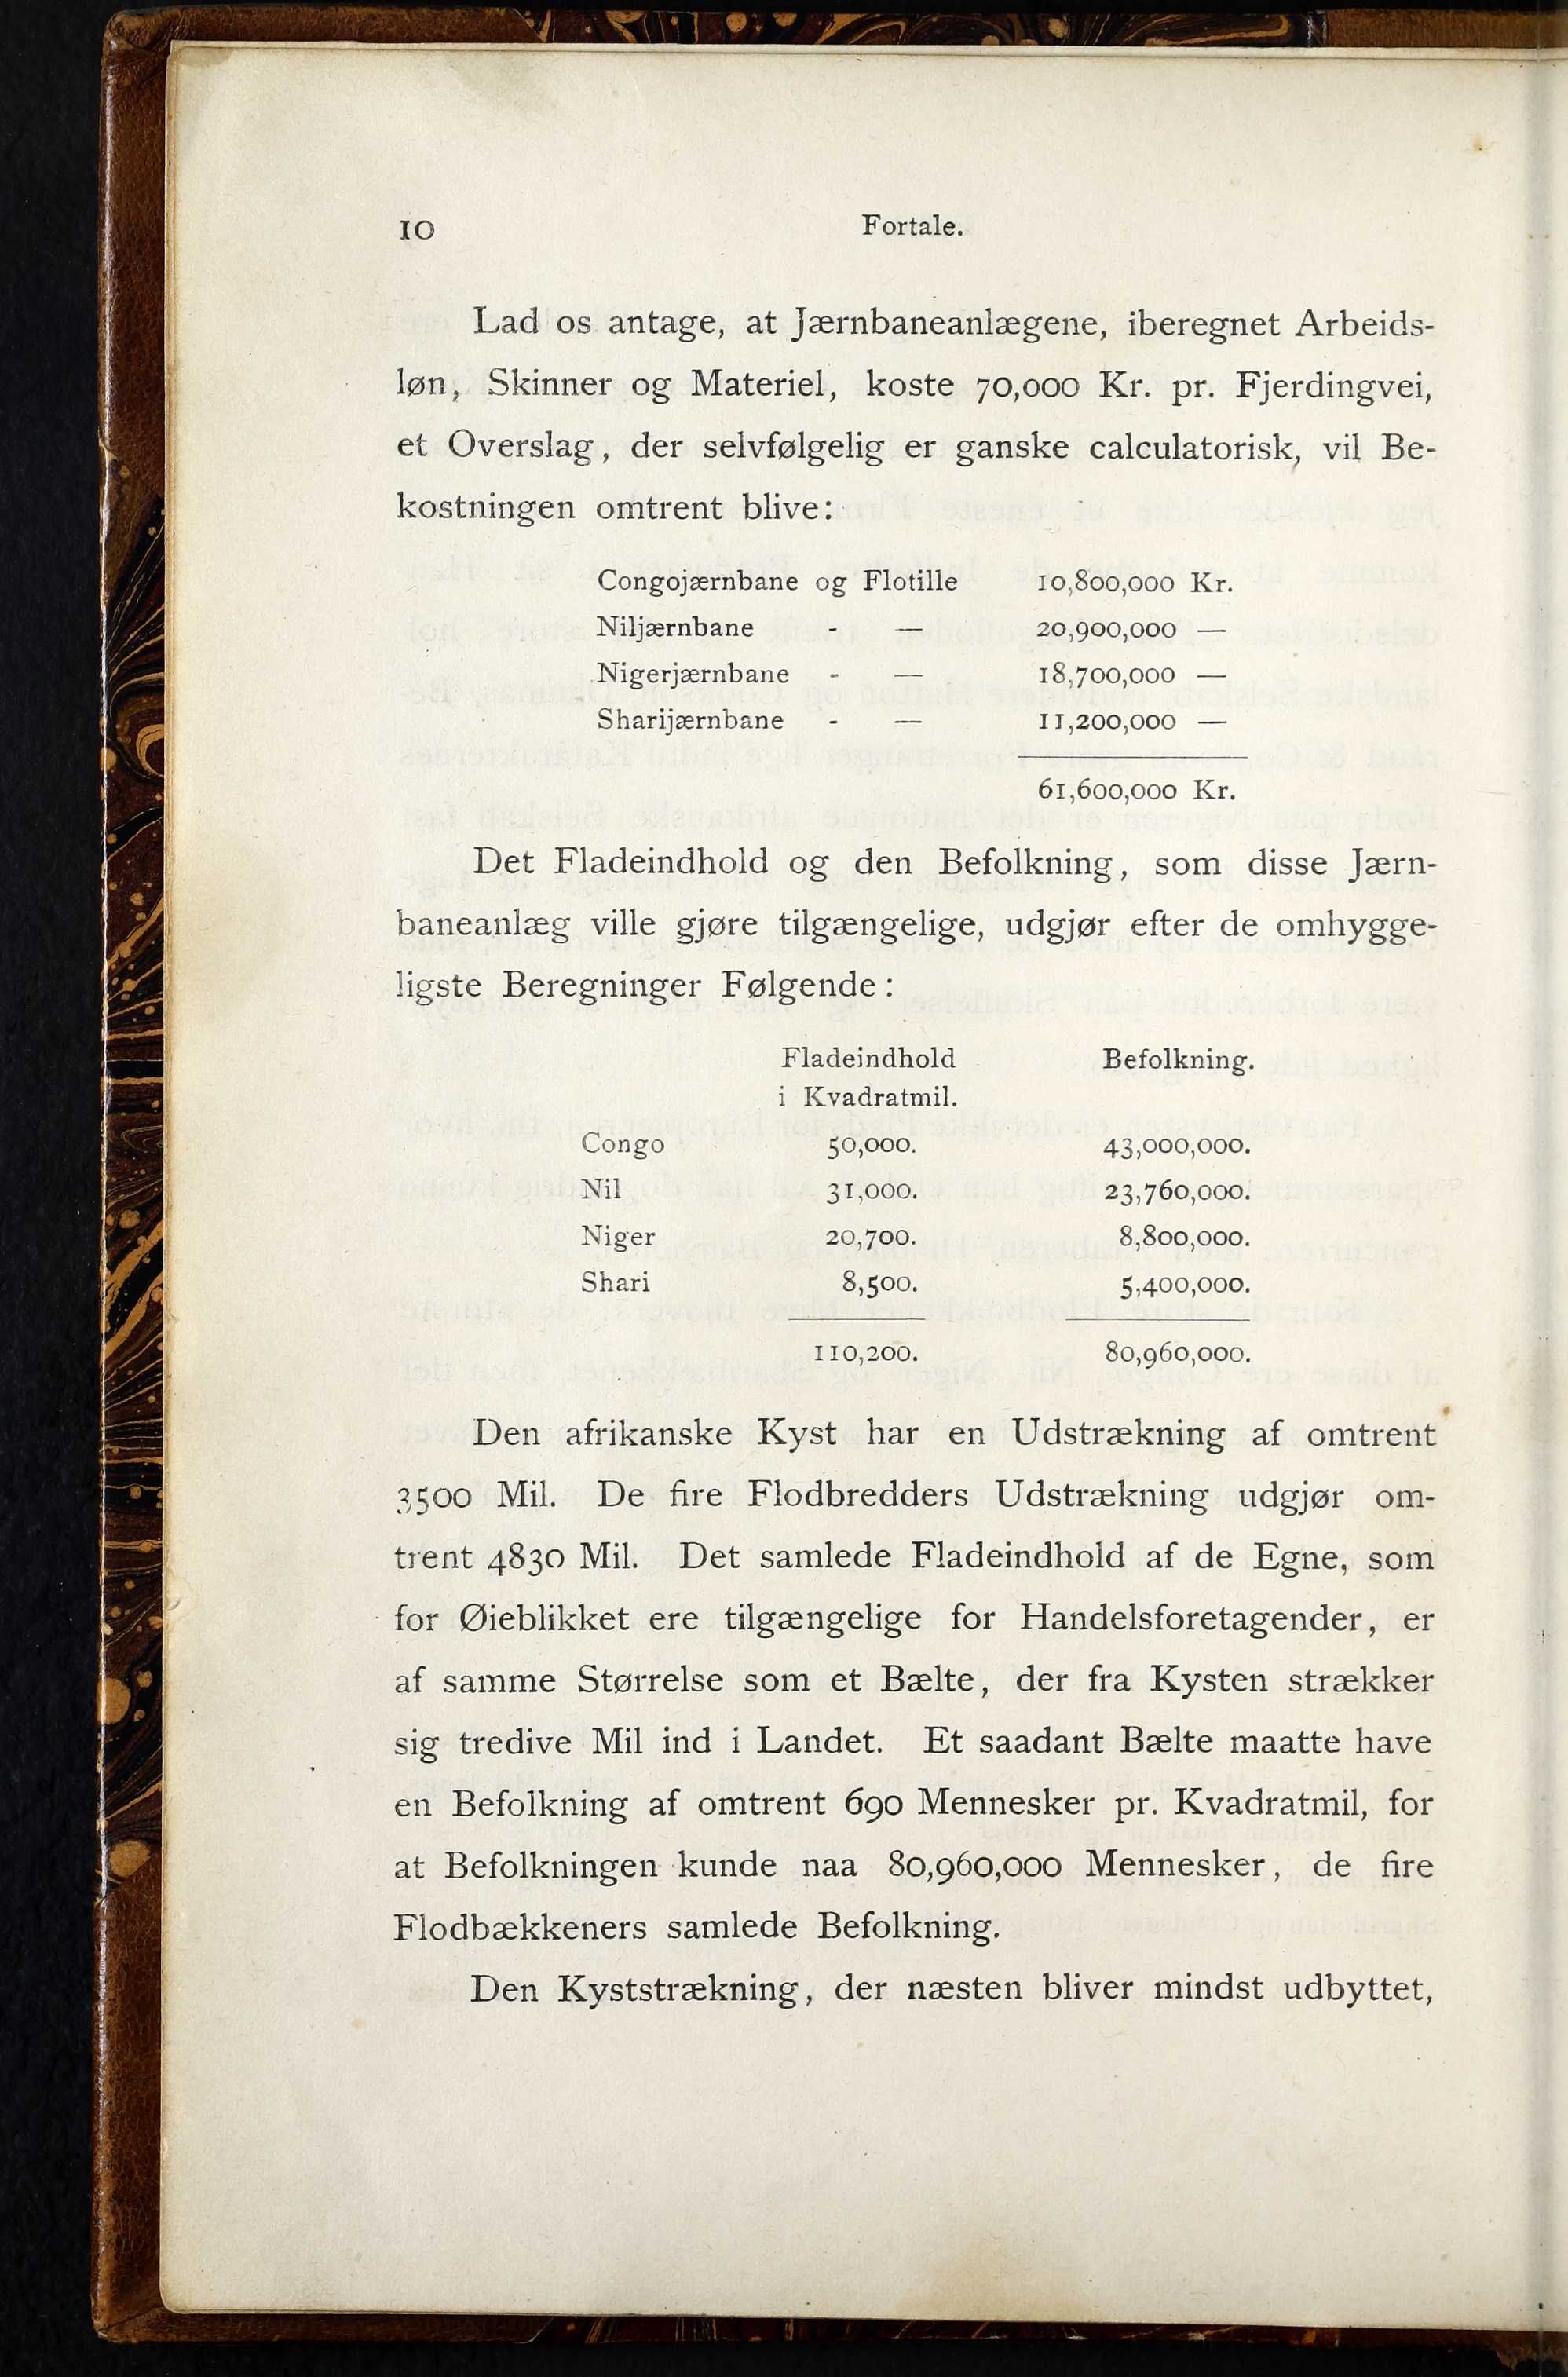 10 Fortale.
Lad os antage, at Jærnbaneanlægene, iberegnet Arbeids-
løn, Skinner og Materiel, koste 70,000 Kr. pr. Fjerdingvei,
et Overslag, der selvfølgelig er ganske calculatorisk, vil Be-
kostningen omtrent blive:
Congojærnbane og Flotille 10,800,000 Kr.
Niljærnbane - — 20,900,000 —
Nigerjærnbane - — 18,700,000 —
Sharijærnbane - — 11,200,000 —
61,600,000 Kr.
Det Fladeindhold og den Befolkning, som disse Jærn-
baneanlæg ville gjøre tilgængelige, udgjør efter de omhygge-
ligste Beregninger Følgende:
Fladeindhold Befolkning.
i Kvadratmil.
Congo 50,000. 43,000,000.
Nil 31,000. 23,760,000.
Niger 20,700. 8,800,000.
Shari 8,500. 5,400,000.
110,200. 80,960,000.
Den afrikanske Kyst har en Udstrækning af omtrent
3500 Mil. De fire Flodbredders Udstrækning udgjør om-
trent 4830 Mil. Det samlede Fladeindhold af de Egne, som
for Øieblikket ere tilgængelige for Handelsforetagender, er
af samme Størrelse som et Bælte, der fra Kysten strækker
sig tredive Mil ind i Landet. Et saadant Bælte maatte have
en Befolkning af omtrent 690 Mennesker pr. Kvadratmil, for
at Befolkningen kunde naa 80,960,000 Mennesker, de fire
Flodbækkeners samlede Befolkning.
Den Kyststrækning, der næsten bliver mindst udbyttet,